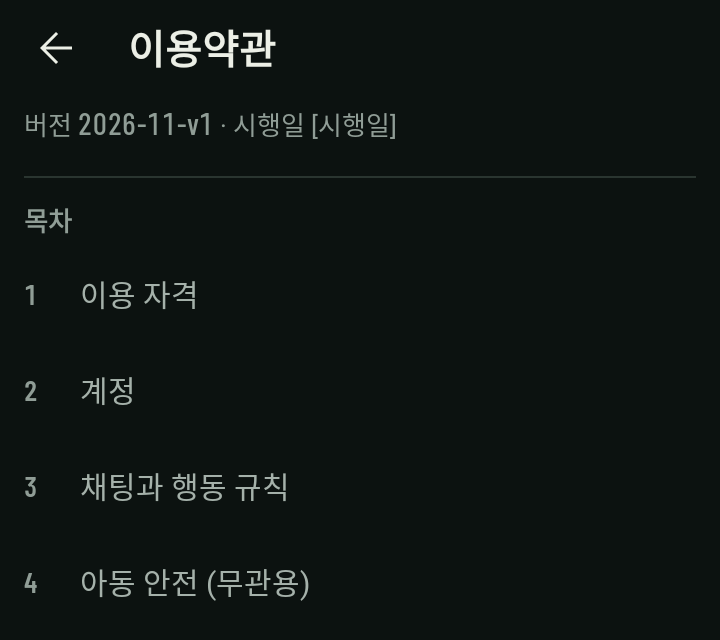 이용약관
버전 2026-11-v1 · 시행일 [시행일]
목차
1 이용 자격
2 계정
3 채팅과 행동 규칙
4 아동 안전 (무관용)